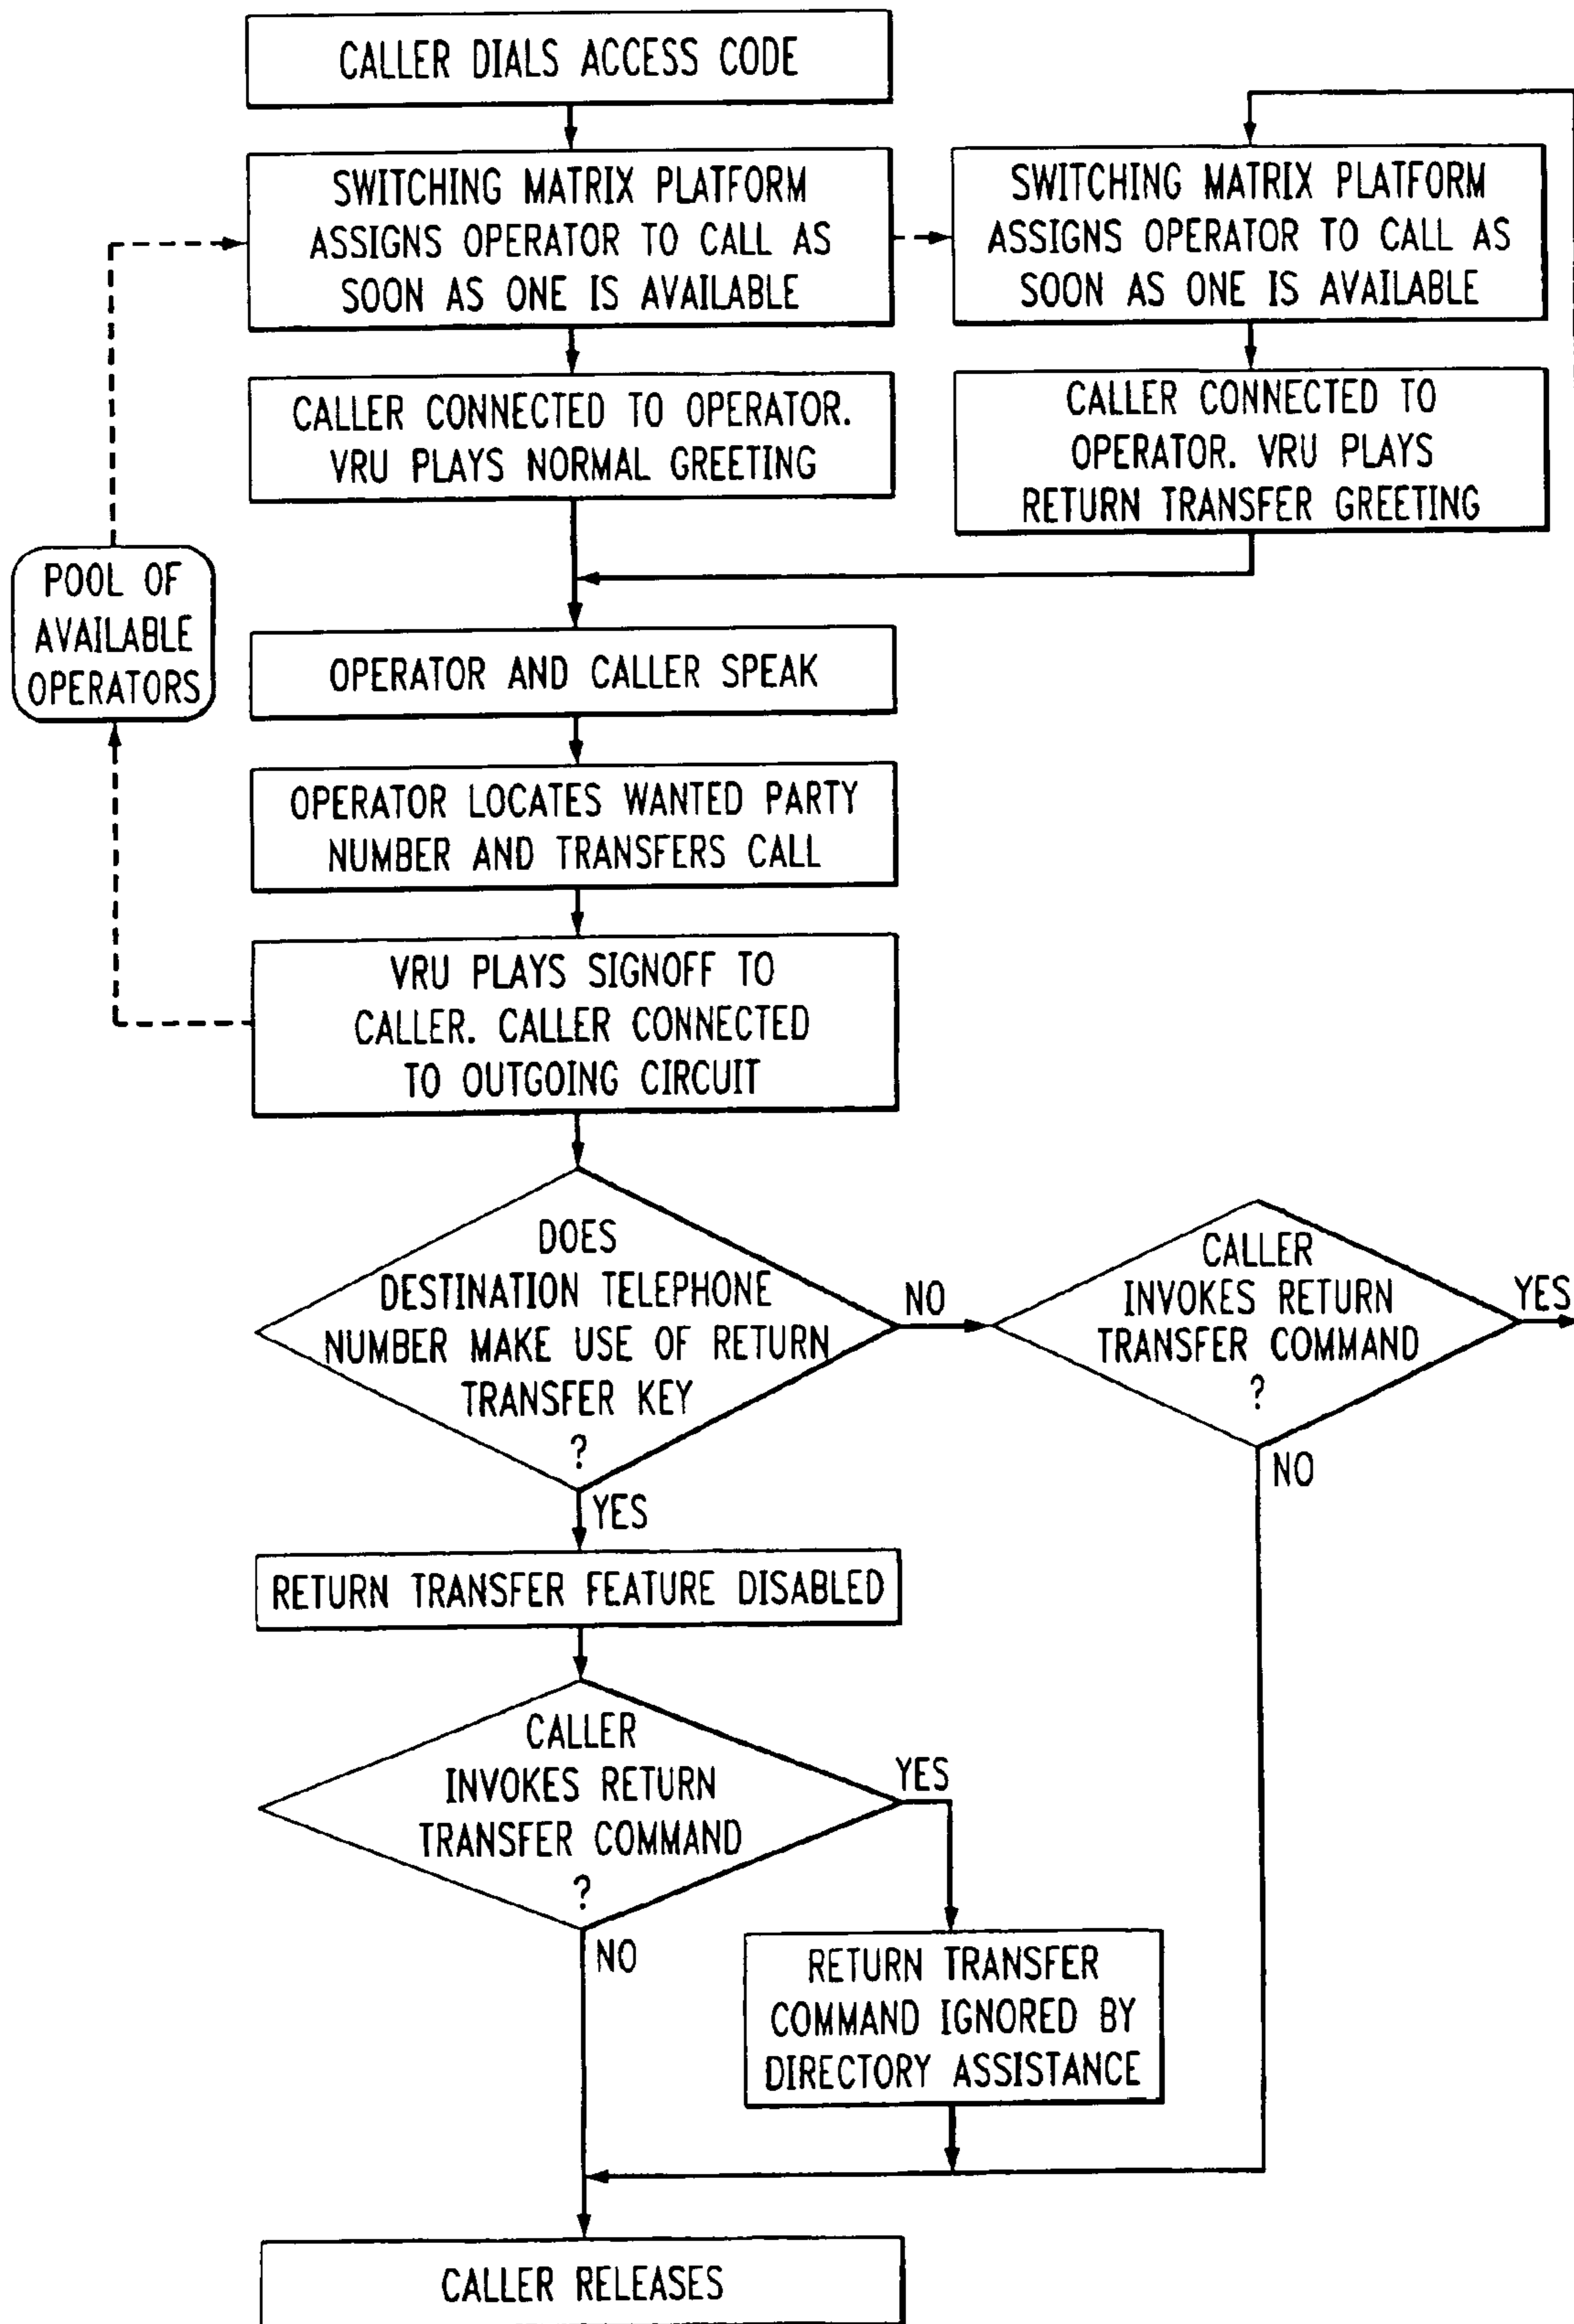 CALLER DIALS ACCESS CODE
SWITCHING MATRIX PLATFORM
ASSIGNS OPERATOR TO CALL AS
SOON AS ONE IS AVAILABLE
SWITCHING MATRIX PLATFORM
ASSIGNS OPERATOR TO CALL AS
SOON AS ONE IS AVAILABLE
CALLER CONNECTED TO OPERATOR.
VRU PLAYS NORMAL GREETING
CALLER CONNECTED TO
OPERATOR. VRU PLAYS
RETURN TRANSFER GREETING
POOL OF
AVAILABLE
OPERATORS
OPERATOR AND CALLER SPEAK
OPERATOR LOCATES WANTED PARTY
NUMBER AND TRANSFERS CALL
VRU PLAYS SIGNOFF TO
CALLER. CALLER CONNECTED
TO OUTGOING CIRCUIT
DOES
DESTINATION TELEPHONE
NUMBER MAKE USE OF RETURN
TRANSFER KEY
?
NO
CALLER
INVOKES RETURN
TRANSFER COMMAND
?
YES
NO
YES
RETURN TRANSFER FEATURE DISABLED
CALLER
INVOKES RETURN
TRANSFER COMMAND
?
YES
NO
RETURN TRANSFER
COMMAND IGNORED BY
DIRECTORY ASSISTANCE
CALLER RELEASES